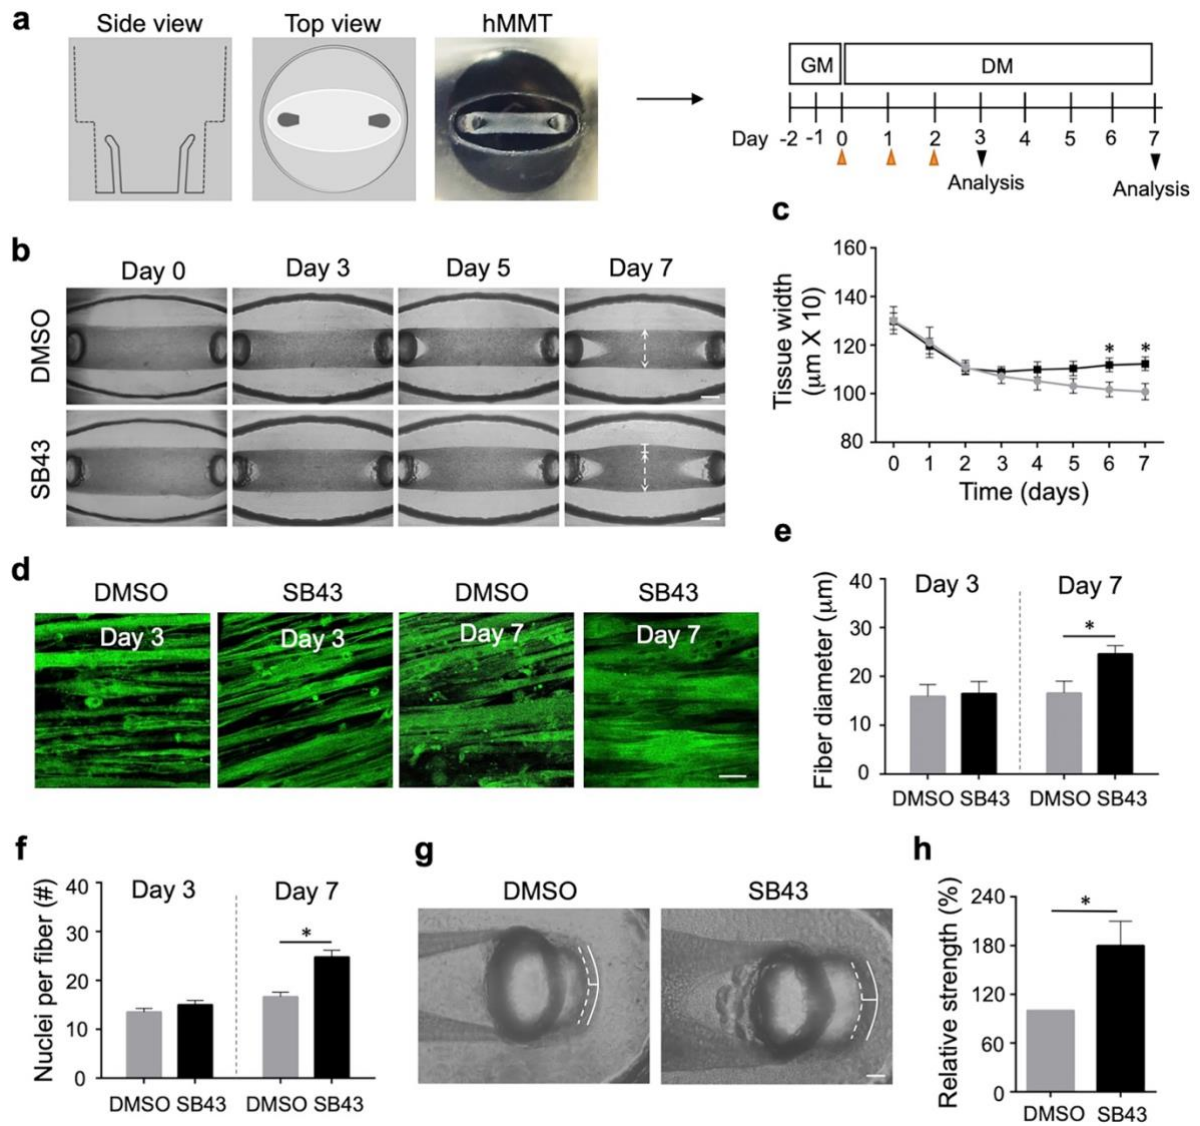 a
Side view
Top view
hMMT
GM
DM
Day -2 -1 0 1 2 3 4 5 6 7
Analysis
Analysis
b
Day 0
Day 3
Day 5
Day 7
DMSO
SB43
c
Tissue width
(µm X 10)
160
140
120
100
80
* *
0 1 2 3 4 5 6 7
Time (days)
d
DMSO
SB43
DMSO
SB43
Day 3
Day 3
Day 7
Day 7
e
Fiber diameter (µm)
40
30
20
10
0
Day 3
Day 7
*
DMSO SB43
DMSO SB43
f
Nuclei per fiber (#)
40
30
20
10
0
Day 3
Day 7
*
DMSO SB43
DMSO SB43
g
DMSO
SB43
h
Relative strength (%)
240
180
120
60
0
*
DMSO SB43